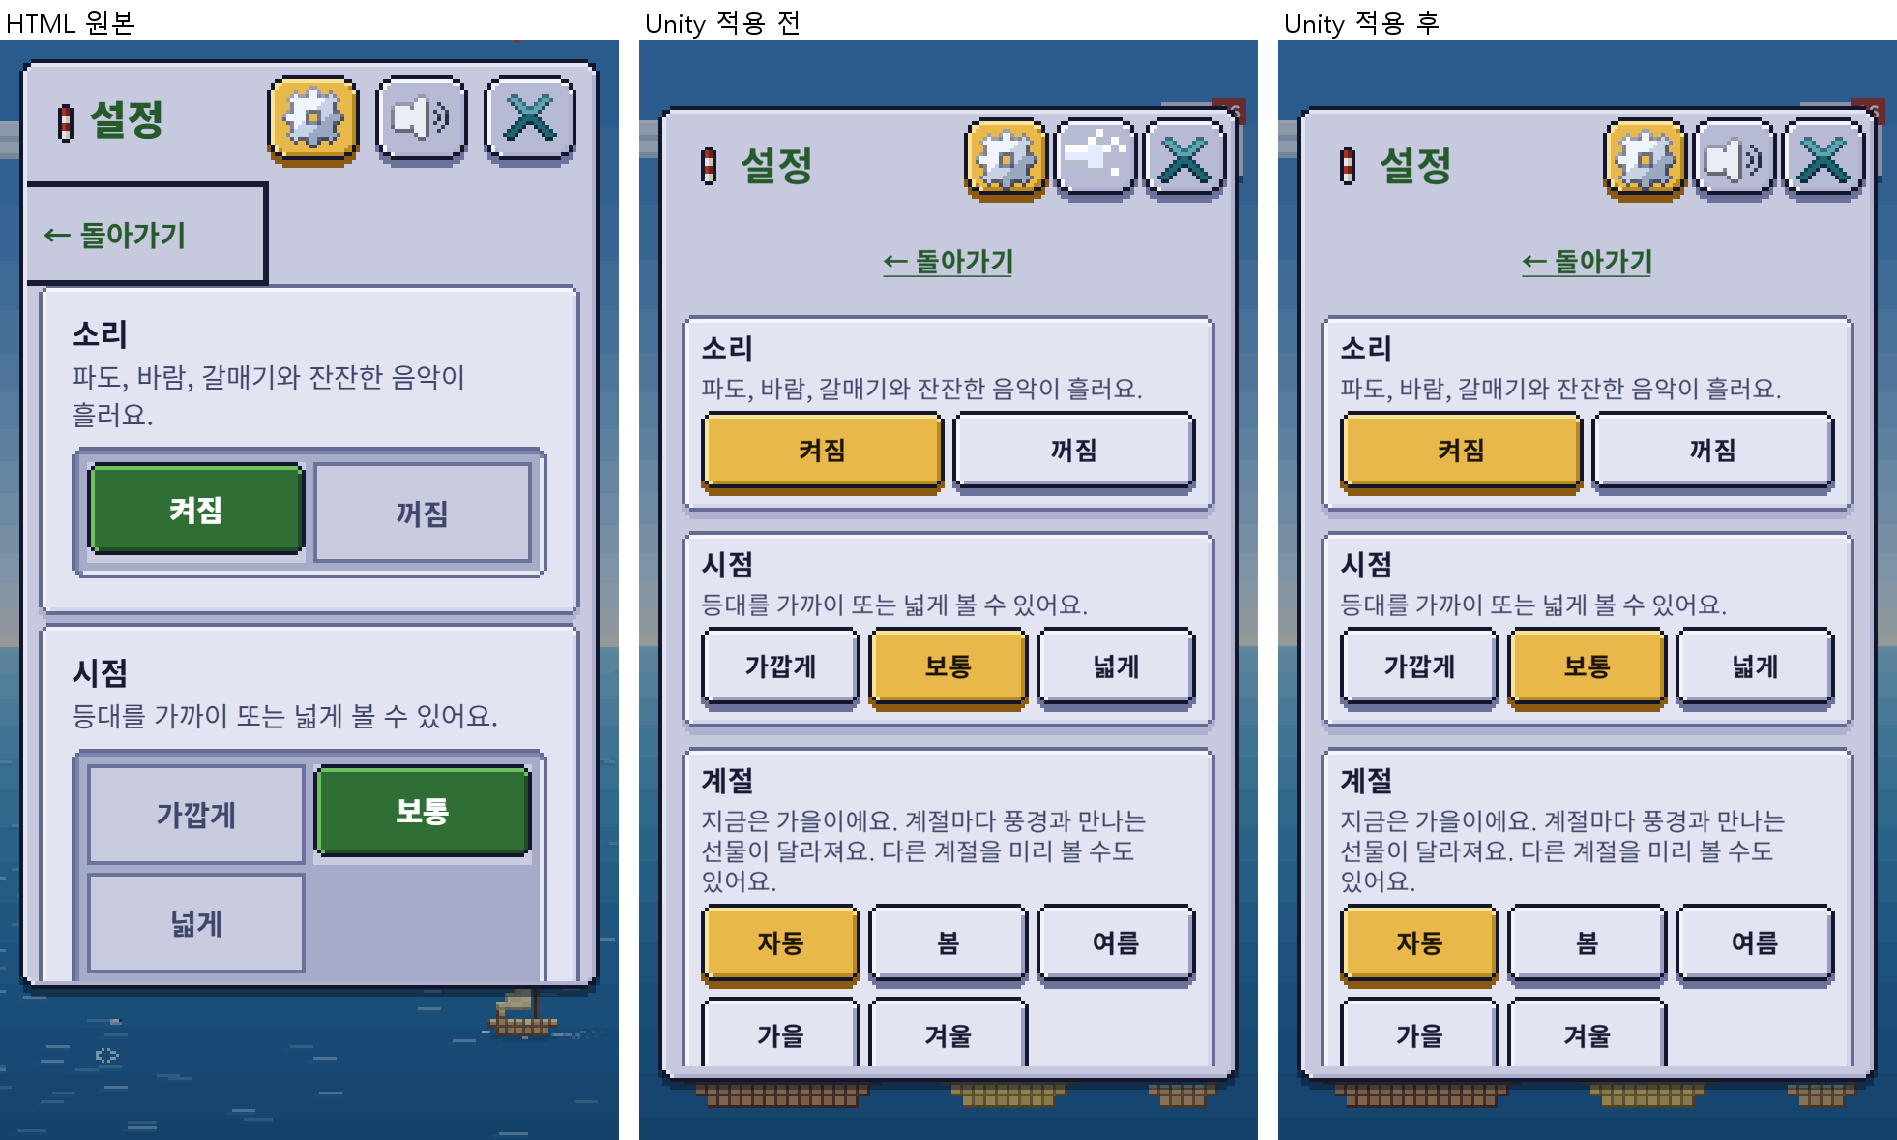 HTML 원본
설정
← 돌아가기
소리
파도, 바람, 갈매기와 잔잔한 음악이
흘러요.
켜짐
꺼짐
시점
등대를 가까이 또는 넓게 볼 수 있어요.
가깝게
보통
넓게
Unity 적용 전
설정
← 돌아가기
소리
파도, 바람, 갈매기와 잔잔한 음악이 흘러요.
켜짐
꺼짐
시점
등대를 가까이 또는 넓게 볼 수 있어요.
가깝게
보통
넓게
계절
지금은 가을이에요. 계절마다 풍경과 만나는
선물이 달라져요. 다른 계절을 미리 볼 수도
있어요.
자동
봄
여름
가을
겨울
Unity 적용 후
설정
← 돌아가기
소리
파도, 바람, 갈매기와 잔잔한 음악이 흘러요.
켜짐
꺼짐
시점
등대를 가까이 또는 넓게 볼 수 있어요.
가깝게
보통
넓게
계절
지금은 가을이에요. 계절마다 풍경과 만나는
선물이 달라져요. 다른 계절을 미리 볼 수도
있어요.
자동
봄
여름
가을
겨울